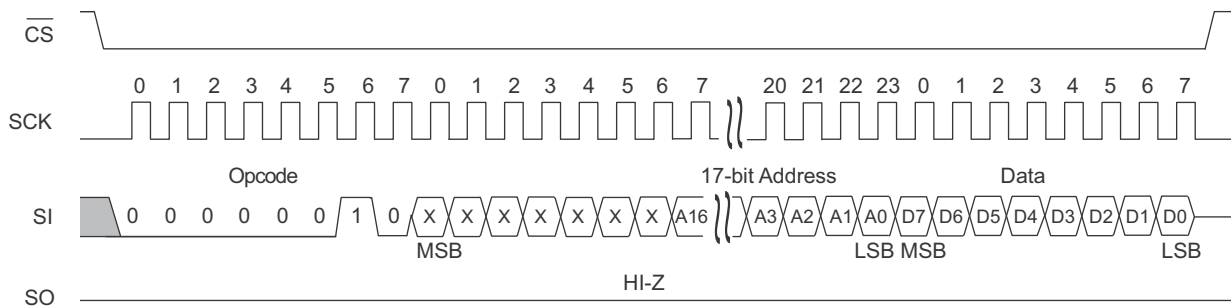 CS
0 1 2 3 4 5 6 7 0 1 2 3 4 5 6 7 20 21 22 23 0 1 2 3 4 5 6 7
SCK
Opcode 17-bit Address Data
SI 0 0 0 0 0 0 1 0 X X X X X X X A16 A3 A2 A1 A0 D7 D6 D5 D4 D3 D2 D1 D0
MSB LSB MSB LSB
HI-Z
SO